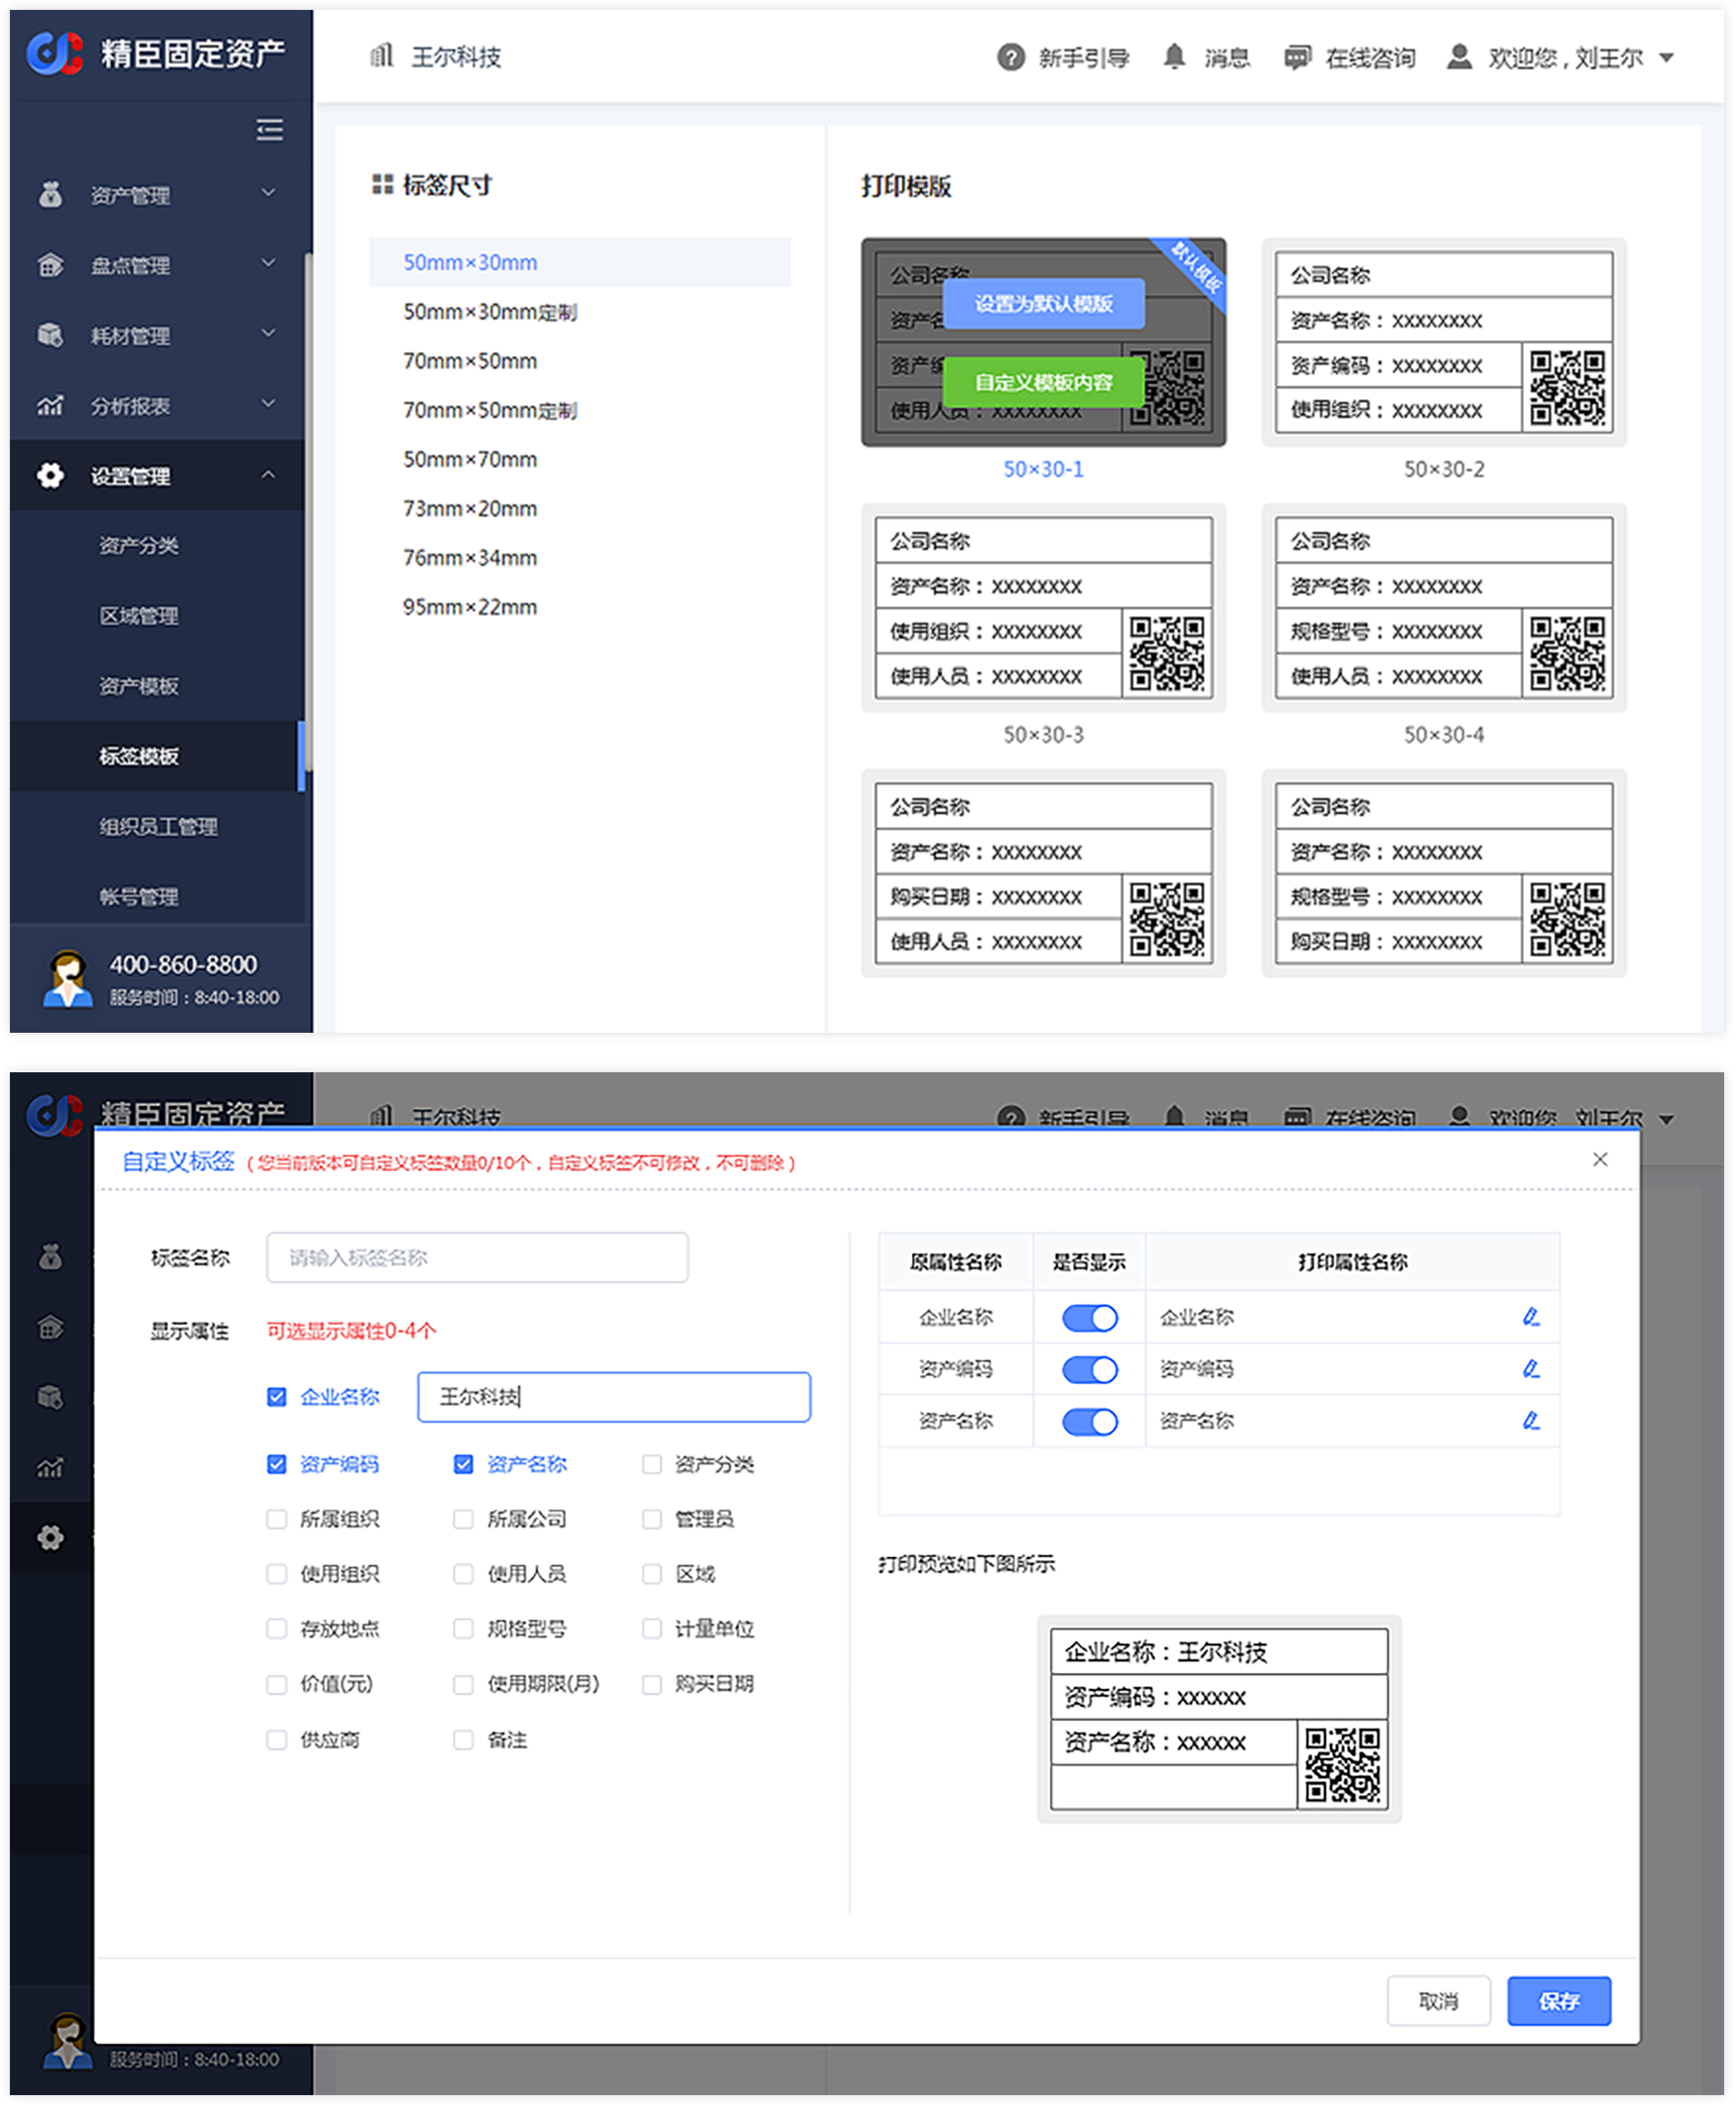 精臣固定资产
王尔科技
新手引导
消息
在线咨询
欢迎您，刘王尔
资产管理
盘点管理
耗材管理
分析报表
设置管理
资产分类
区域管理
资产模板
标签模板
组织员工管理
帐号管理
400-860-8800
服务时间：8:40-18:00
标签尺寸
50mm×30mm
50mm×30mm定制
70mm×50mm
70mm×50mm定制
50mm×70mm
73mm×20mm
76mm×34mm
95mm×22mm
打印模版
默认模板
公司名称
设置为默认模版
资产名
资产编
自定义模板内容
使用人员：XXXXXXXX
50×30-1
公司名称
资产名称：XXXXXXXX
资产编码：XXXXXXXX
使用组织：XXXXXXXX
50×30-2
公司名称
资产名称：XXXXXXXX
使用组织：XXXXXXXX
使用人员：XXXXXXXX
50×30-3
公司名称
资产名称：XXXXXXXX
规格型号：XXXXXXXX
使用人员：XXXXXXXX
50×30-4
公司名称
资产名称：XXXXXXXX
购买日期：XXXXXXXX
使用人员：XXXXXXXX
公司名称
资产名称：XXXXXXXX
规格型号：XXXXXXXX
购买日期：XXXXXXXX
精臣固定资产
王尔科技
新手引导
消息
在线咨询
欢迎您 刘王尔
自定义标签（您当前版本可自定义标签数量0/10个，自定义标签不可修改，不可删除）
标签名称 请输入标签名称
显示属性 可选显示属性0-4个
企业名称 王尔科技
资产编码 资产名称 资产分类
所属组织 所属公司 管理员
使用组织 使用人员 区域
存放地点 规格型号 计量单位
价值(元) 使用期限(月) 购买日期
供应商 备注
原属性名称 是否显示 打印属性名称
企业名称 企业名称
资产编码 资产编码
资产名称 资产名称
打印预览如下图所示
企业名称：王尔科技
资产编码：XXXXXX
资产名称：XXXXXX
取消 保存
服务时间：8:40-18:00